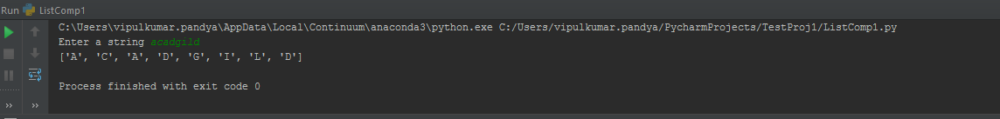 Run ListComp1
C:\Users\vipulkumar.pandya\AppData\Local\Continuum\anaconda3\python.exe C:/Users/vipulkumar.pandya/PycharmProjects/TestProj1/ListComp1.py
Enter a string acadgild
['A', 'C', 'A', 'D', 'G', 'I', 'L', 'D']
Process finished with exit code 0